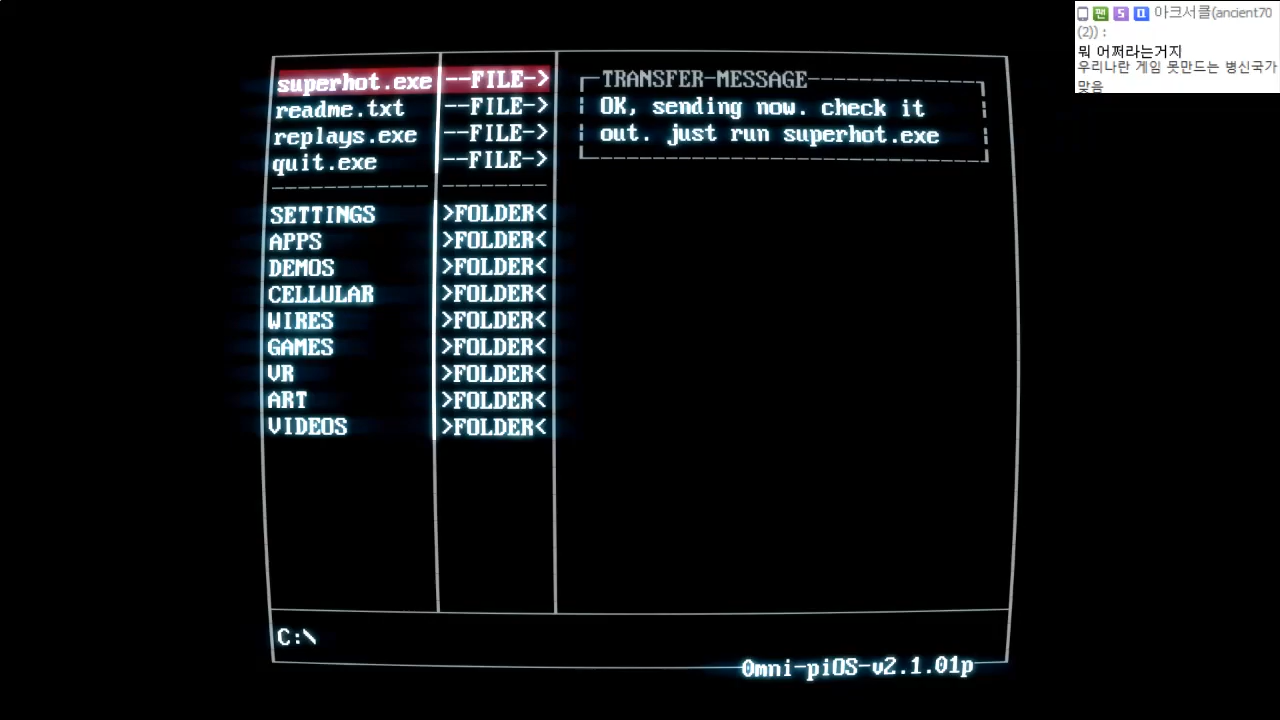 superhot.exe --FILE->
readme.txt --FILE->
replays.exe --FILE->
quit.exe --FILE->
SETTINGS >FOLDER<
APPS >FOLDER<
DEMOS >FOLDER<
CELLULAR >FOLDER<
WIRES >FOLDER<
GAMES >FOLDER<
VR >FOLDER<
ART >FOLDER<
VIDEOS >FOLDER<
TRANSFER-MESSAGE
OK, sending now. check it
out. just run superhot.exe
C:\
Omni-piOS-v2.1.01p
팬 S 아크서클(ancient70
(2)) :
뭐 어쩌라는거지
우리나란 게임 못만드는 병신국가
맞음